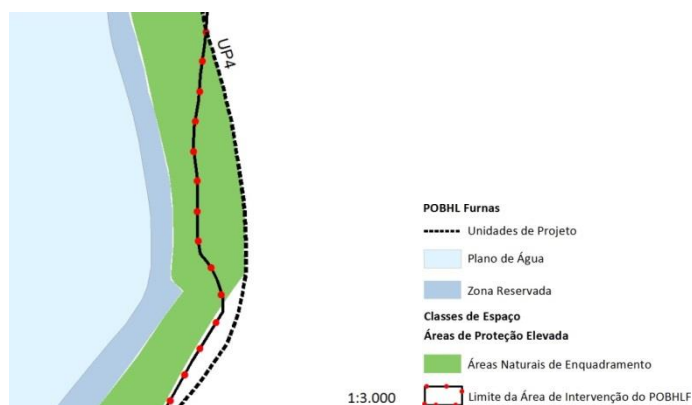 UP4
POBHL Furnas
Unidades de Projeto
Plano de Água
Zona Reservada
Classes de Espaço
Áreas de Proteção Elevada
Áreas Naturais de Enquadramento
1:3.000
Limite da Área de Intervenção do POBHLF